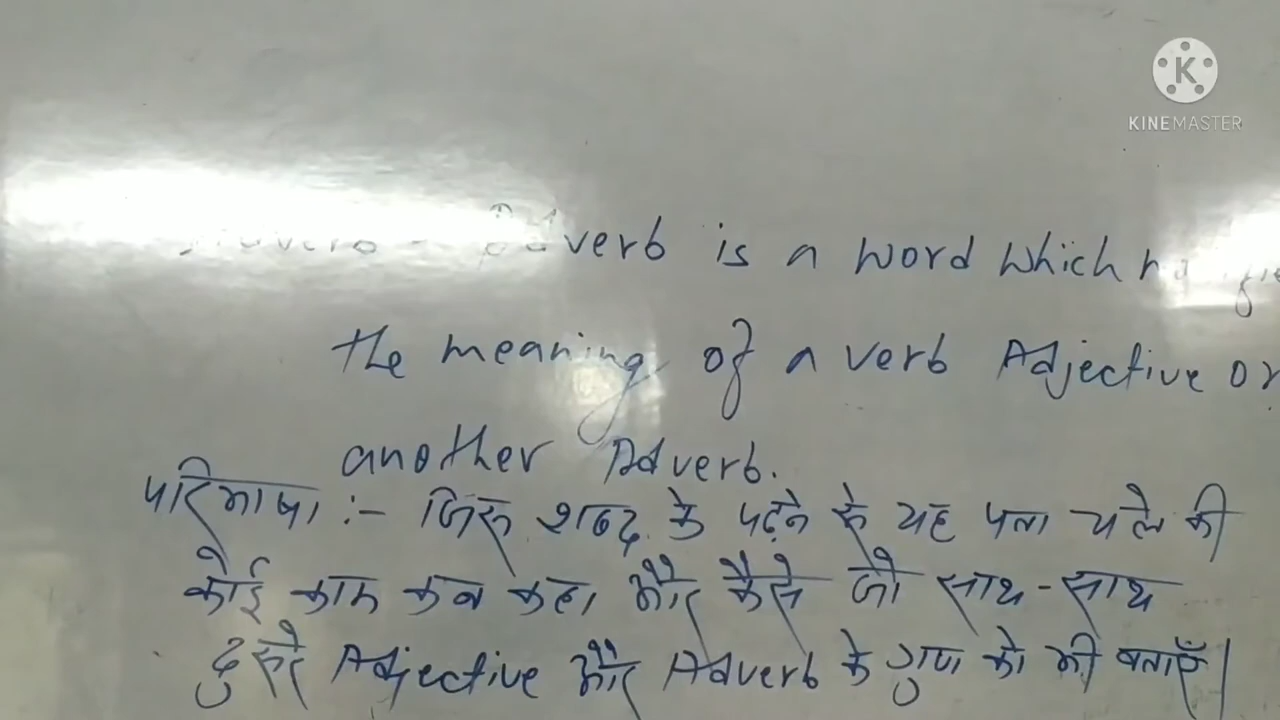 KINEMASTER
Adverb is a word which
the meaning of a verb Adjective or
another Adverb.
परिभाषा :- जिस शब्द के पढ़ने से यह पता चले की
कोई काम कब कहा और कैसे जो साथ-साथ
दुसरे Adjective और Adverb के गुण को भी बताएँ।